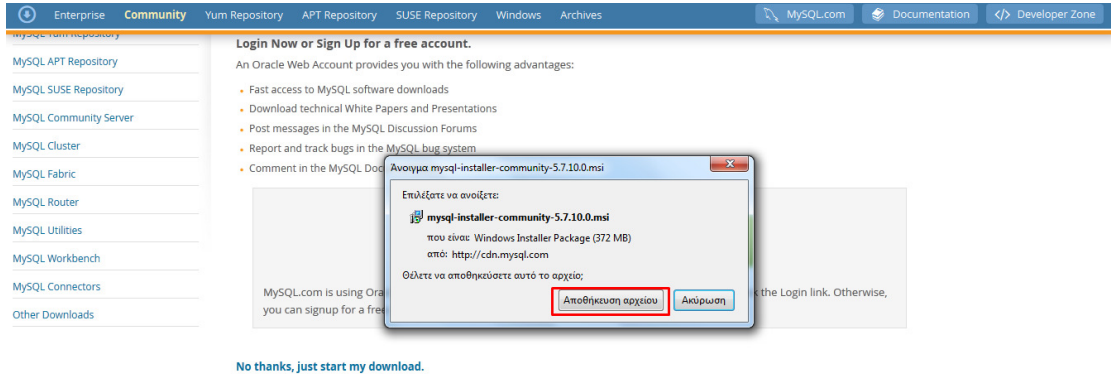 Enterprise Community Yum Repository APT Repository SUSE Repository Windows Archives MySQL.com Documentation Developer Zone
MySQL Yum Repository
MySQL APT Repository
MySQL SUSE Repository
MySQL Community Server
MySQL Cluster
MySQL Fabric
MySQL Router
MySQL Utilities
MySQL Workbench
MySQL Connectors
Other Downloads
Login Now or Sign Up for a free account.
An Oracle Web Account provides you with the following advantages:
Fast access to MySQL software downloads
Download technical White Papers and Presentations
Post messages in the MySQL Discussion Forums
Report and track bugs in the MySQL bug system
Comment in the MySQL Doc
Άνοιγμα mysql-installer-community-5.7.10.0.msi
Επιλέξατε να ανοίξετε:
mysql-installer-community-5.7.10.0.msi
που είναι: Windows Installer Package (372 MB)
από: http://cdn.mysql.com
Θέλετε να αποθηκεύσετε αυτό το αρχείο;
Αποθήκευση αρχείου Ακύρωση
MySQL.com is using Ora the Login link. Otherwise,
you can signup for a fre
No thanks, just start my download.